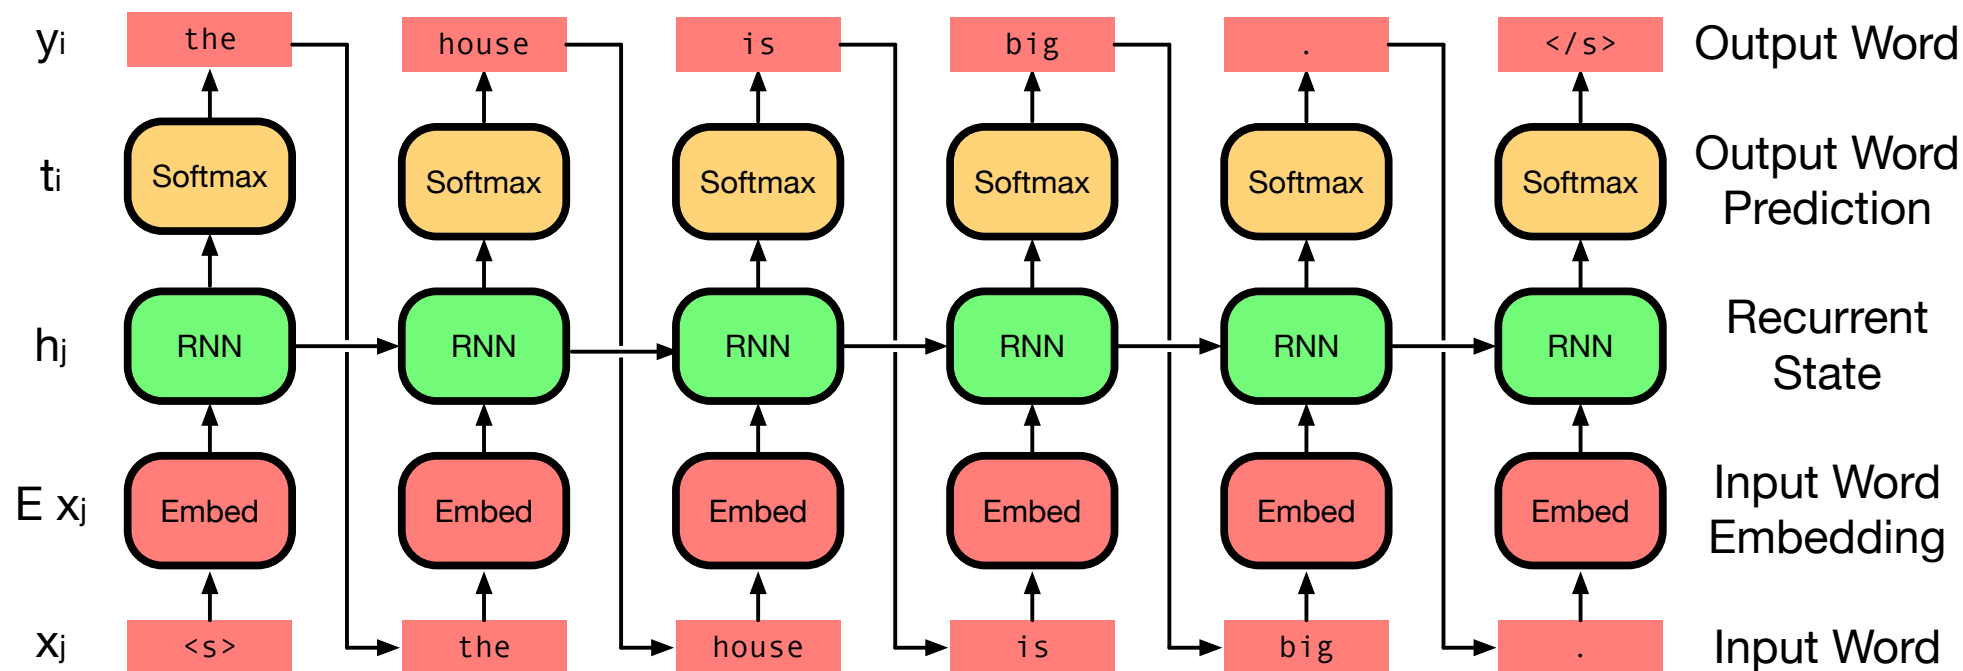 yi the house is big . </s> Output Word
ti Softmax Softmax Softmax Softmax Softmax Softmax Output Word
Prediction
hj RNN RNN RNN RNN RNN RNN Recurrent
State
E xj Embed Embed Embed Embed Embed Embed Input Word
Embedding
xj <s> the house is big . Input Word